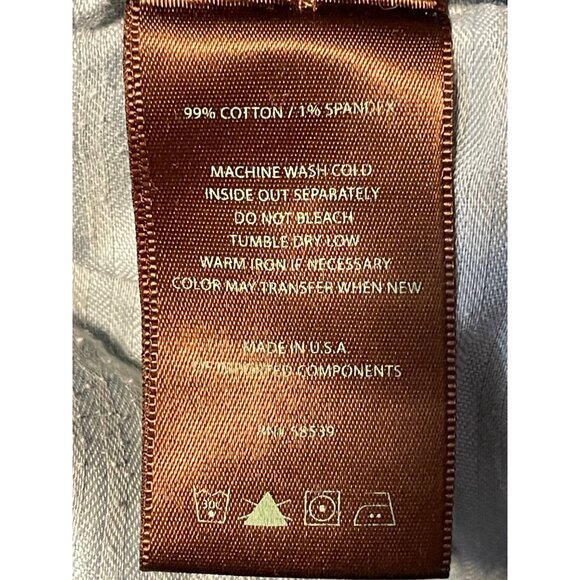 99% COTTON / 1% SPANDEX
MACHINE WASH COLD
INSIDE OUT SEPARATELY
DO NOT BLEACH
TUMBLE DRY LOW
WARM IRON IF NECESSARY
COLOR MAY TRANSFER WHEN NEW
MADE IN U.S.A.
OF IMPORTED COMPONENTS
58539
30C